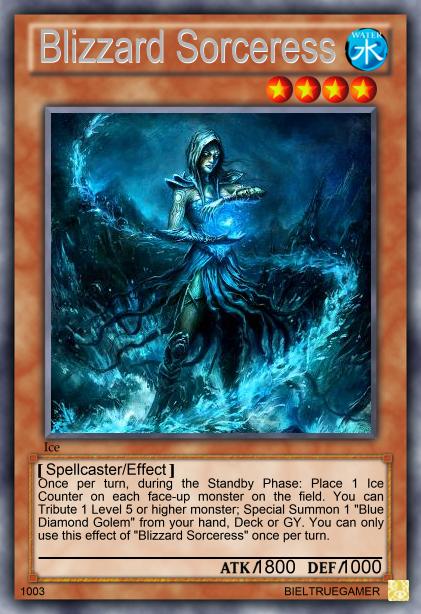 Blizzard Sorceress
WATER
水
Ice
[ Spellcaster/Effect ]
Once per turn, during the Standby Phase: Place 1 Ice
Counter on each face-up monster on the field. You can
Tribute 1 Level 5 or higher monster; Special Summon 1 "Blue
Diamond Golem" from your hand, Deck or GY. You can only
use this effect of "Blizzard Sorceress" once per turn.
ATK/1800 DEF/1000
1003 BIELTRUEGAMER